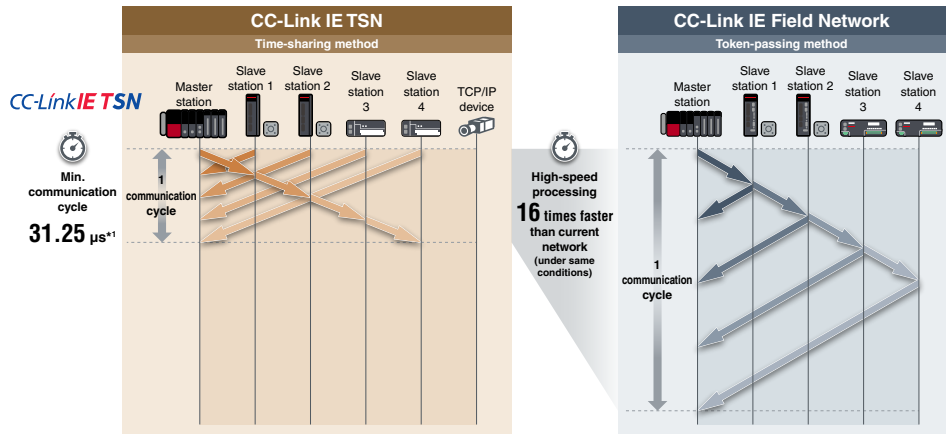 CC-Link IE TSN
Time-sharing method
CC-Link IE TSN
Master
station
Slave
station 1
Slave
station 2
Slave
station
3
Slave
station
4
TCP/IP
device
Min.
communication
cycle
31.25 μs*1
1
communication
cycle
High-speed
processing
16 times faster
than current
network
(under same
conditions)
CC-Link IE Field Network
Token-passing method
Master
station
Slave
station 1
Slave
station 2
Slave
station
3
Slave
station
4
1
communication
cycle